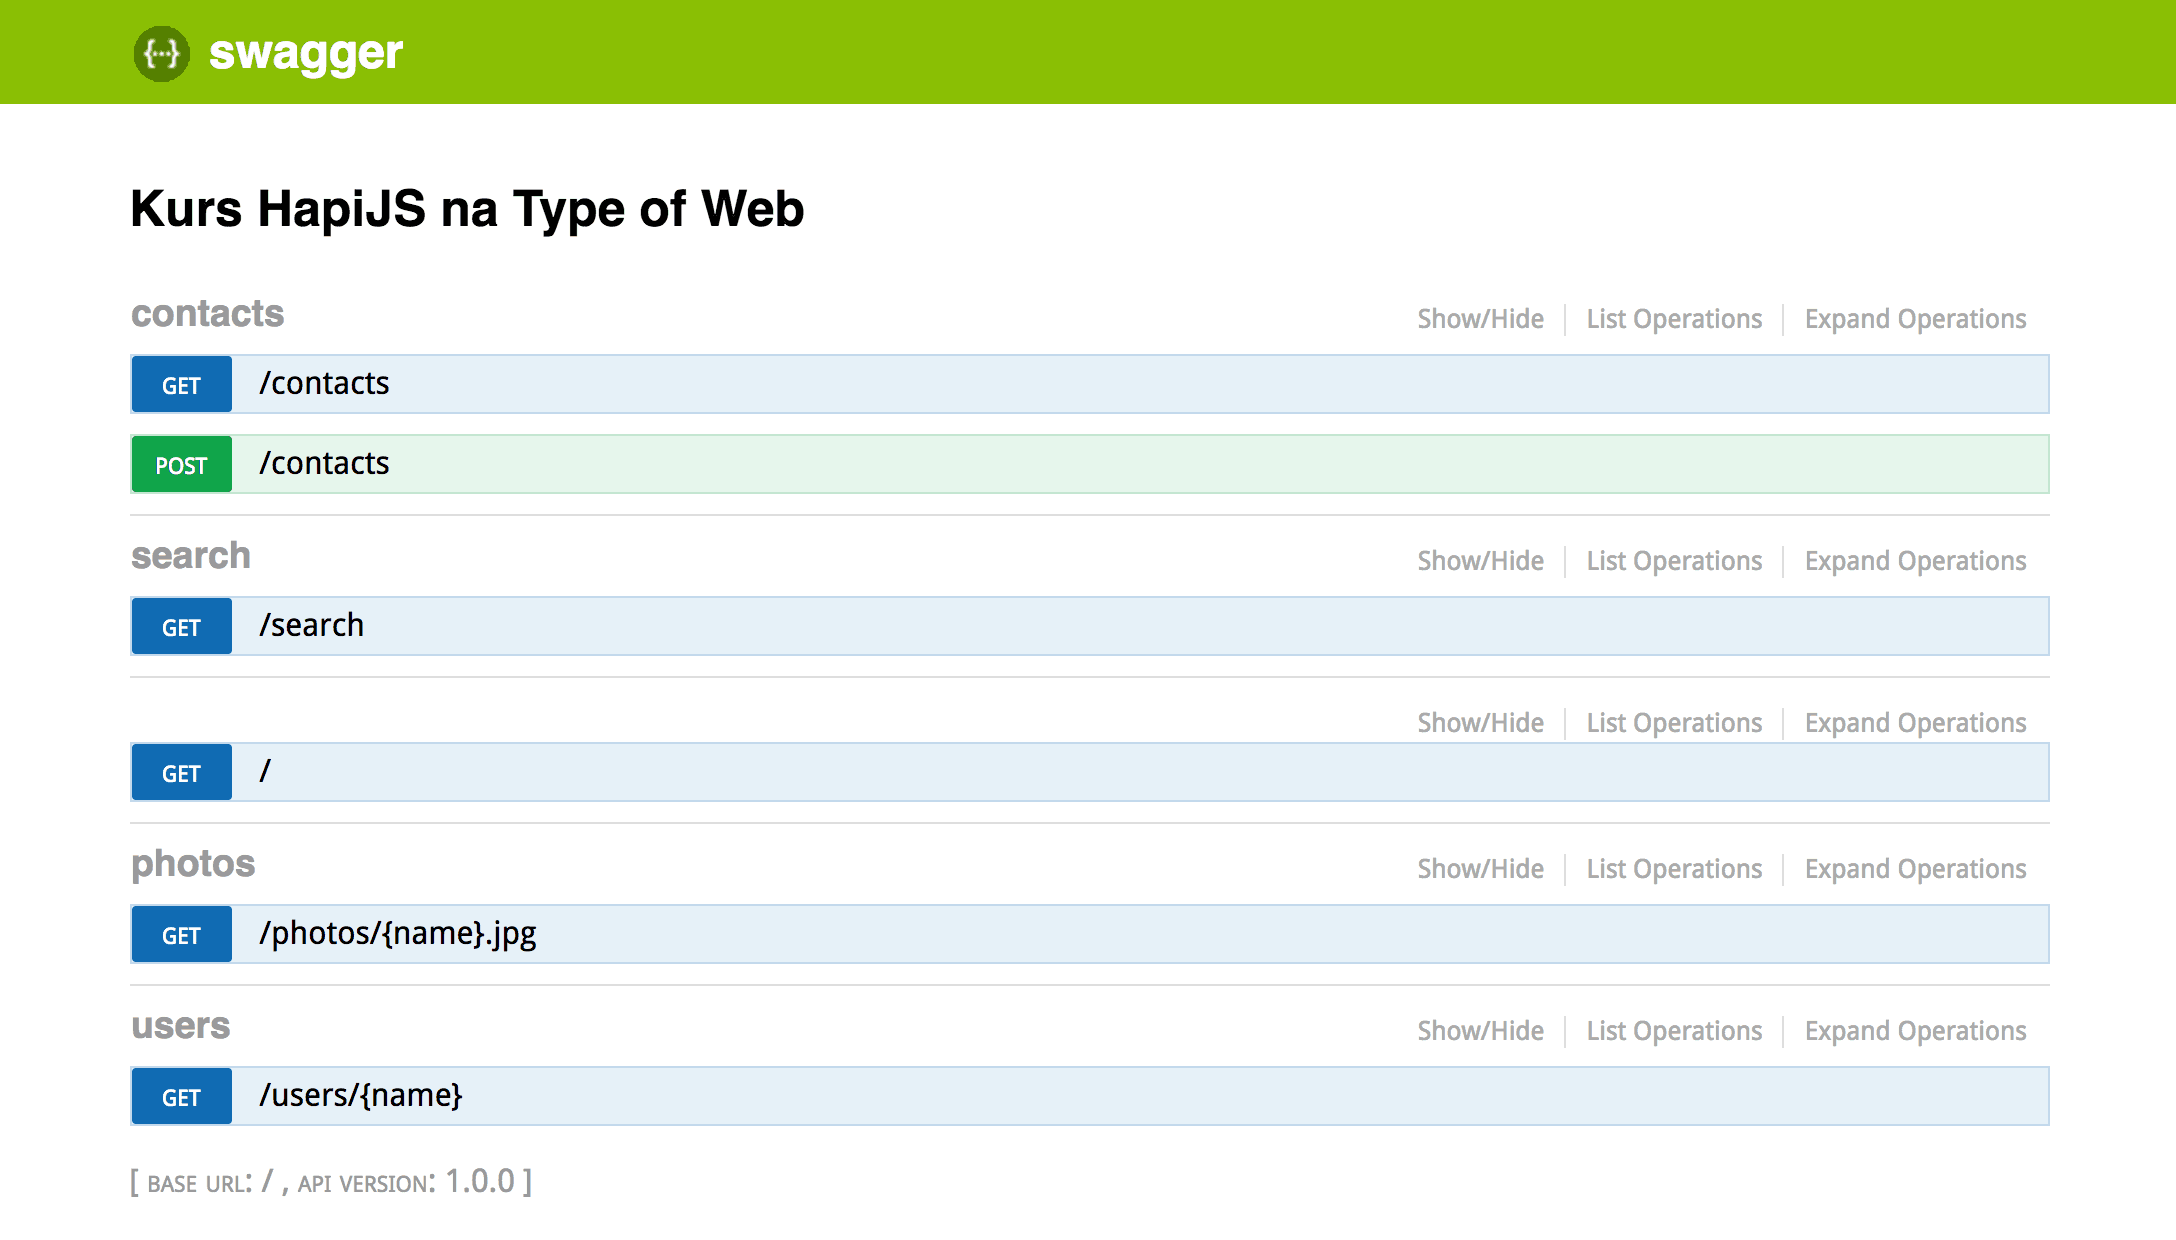 {···} swagger
Kurs HapiJS na Type of Web
contacts Show/Hide List Operations Expand Operations
GET /contacts
POST /contacts
search Show/Hide List Operations Expand Operations
GET /search
Show/Hide List Operations Expand Operations
GET /
photos Show/Hide List Operations Expand Operations
GET /photos/{name}.jpg
users Show/Hide List Operations Expand Operations
GET /users/{name}
[ BASE URL: / , API VERSION: 1.0.0 ]